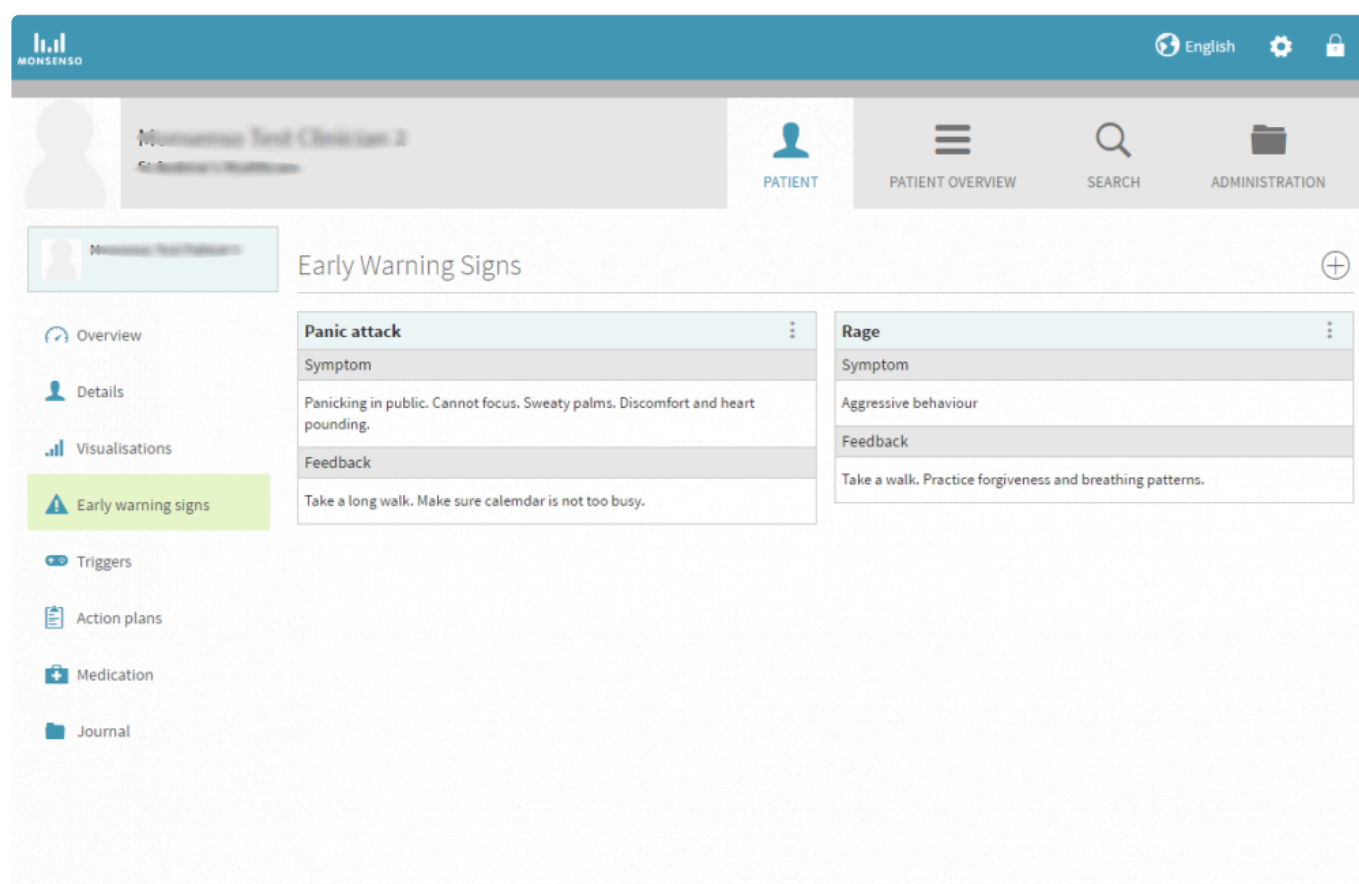 MONSENSO
English
PATIENT
PATIENT OVERVIEW
SEARCH
ADMINISTRATION
Early Warning Signs
Overview
Details
Visualisations
Early warning signs
Triggers
Action plans
Medication
Journal
Panic attack
Symptom
Panicking in public. Cannot focus. Sweaty palms. Discomfort and heart
pounding.
Feedback
Take a long walk. Make sure calemdar is not too busy.
Rage
Symptom
Aggressive behaviour
Feedback
Take a walk. Practice forgiveness and breathing patterns.